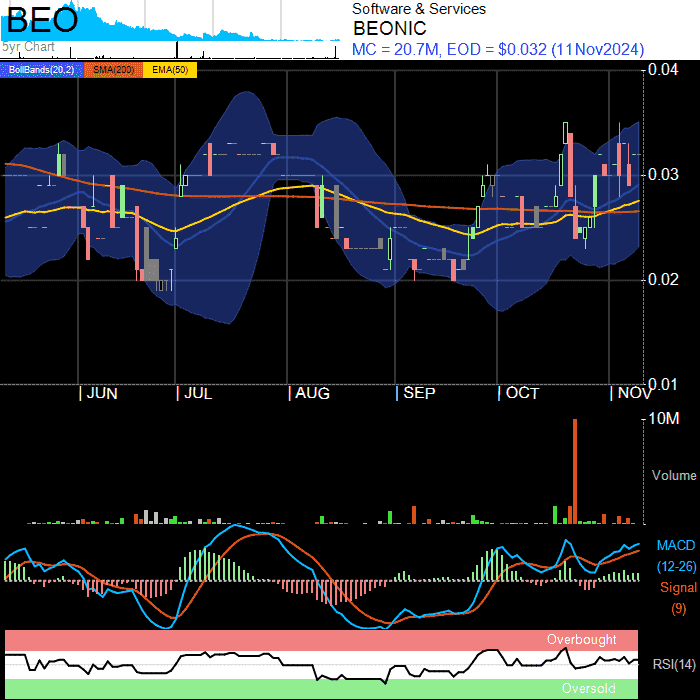 BEO
5yr Chart
Software & Services
BEONIC
MC = 20.7M, EOD = $0.032 (11Nov2024)
BollBands(20,2) SMA(200) EMA(50)
0.04
0.03
0.02
0.01
| JUN | JUL | AUG | SEP | OCT | NOV
10M
Volume
0
MACD
(12-26)
Signal
(9)
Overbought
RSI(14)
Oversold